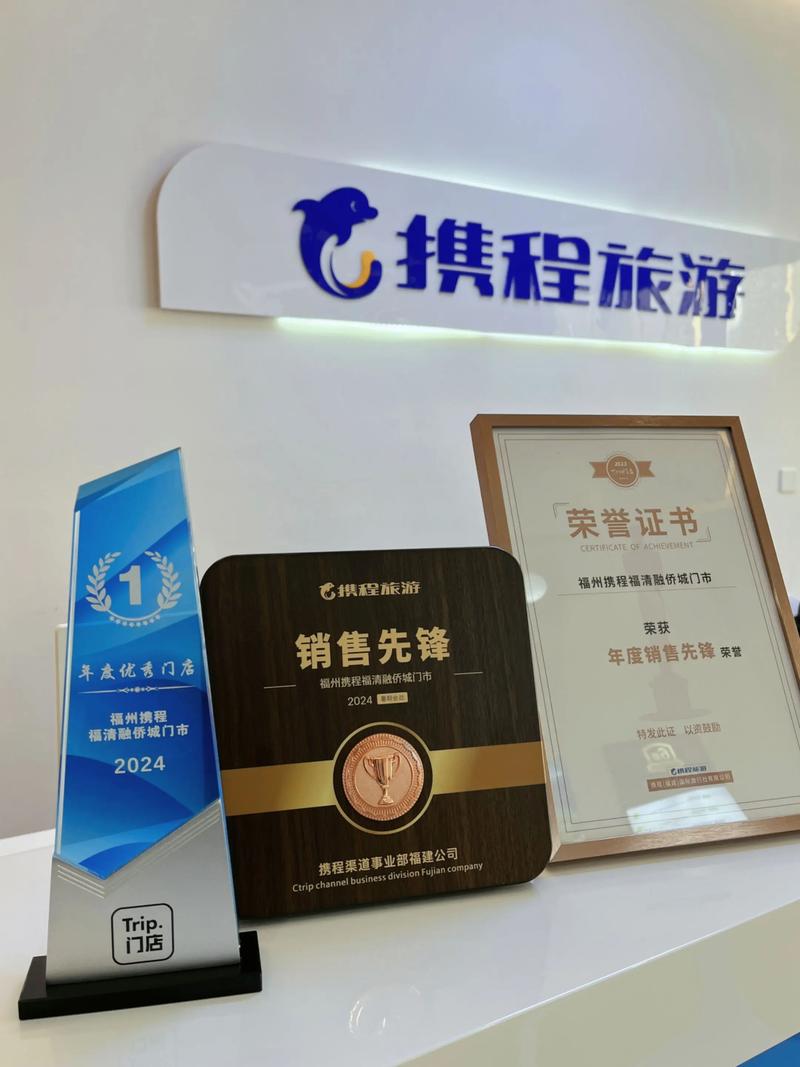 携程旅游
1
年度优秀门店
福州携程
福清融侨城门市
2024
Trip.
门店
携程旅游
销售先锋
福州携程福清融侨城门市
2024
携程渠道事业部福建公司
Ctrip channel business division Fujian company
2023
荣誉证书
CERTIFICATE OF ACHIEVEMENT
福州携程福清融侨城门市
荣获
年度销售先锋 荣誉
特发此证 以资鼓励
携程旅游